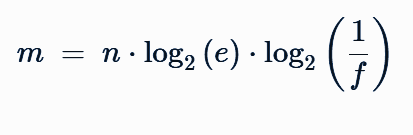 m = n · log₂ (e) · log₂ (1/f)